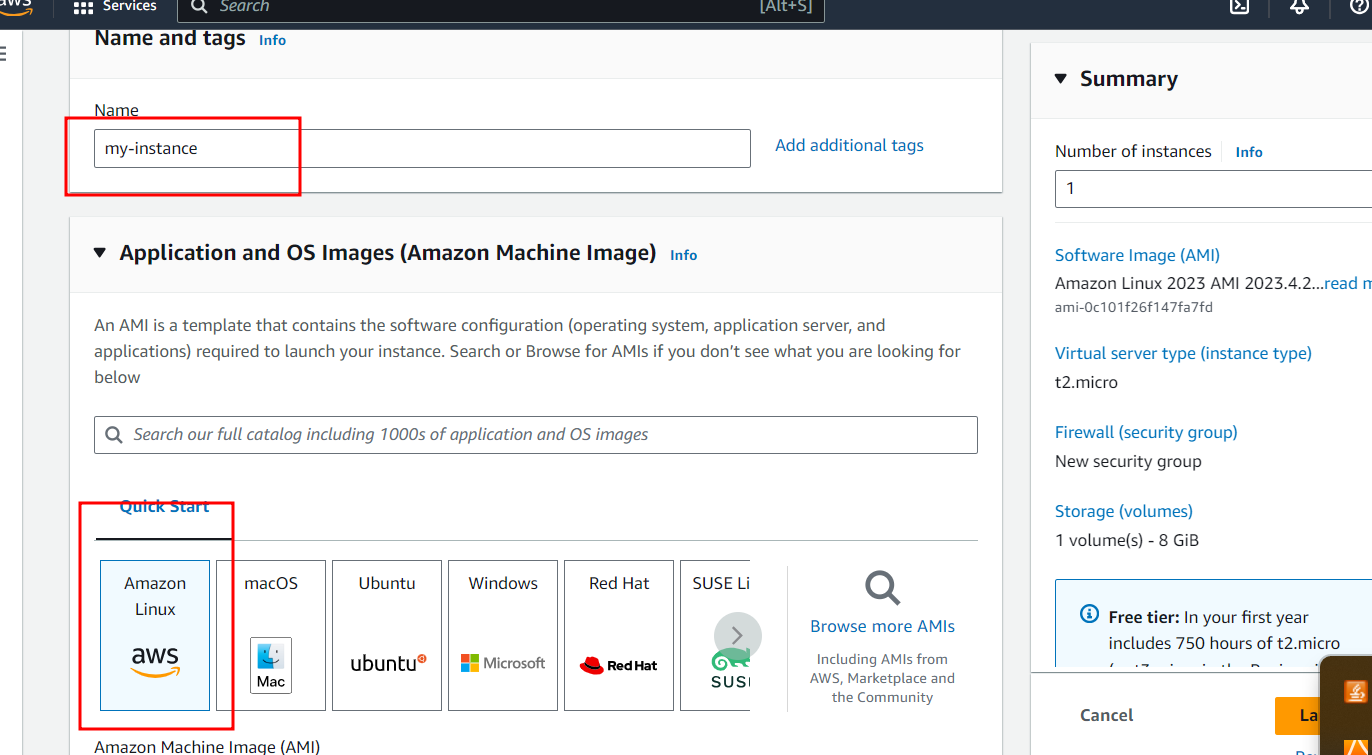 aws
Services
Search
[Alt+S]
Name and tags Info
Name
my-instance
Add additional tags
Application and OS Images (Amazon Machine Image) Info
An AMI is a template that contains the software configuration (operating system, application server, and
applications) required to launch your instance. Search or Browse for AMIs if you don’t see what you are looking for
below
Search our full catalog including 1000s of application and OS images
Quick Start
Amazon
Linux
aws
macOS
Mac
Ubuntu
ubuntu
Windows
Microsoft
Red Hat
Red Hat
SUSE Li
SUS
Browse more AMIs
Including AMIs from
AWS, Marketplace and
the Community
Amazon Machine Image (AMI)
Summary
Number of instances Info
1
Software Image (AMI)
Amazon Linux 2023 AMI 2023.4.2...read m
ami-0c101f26f147fa7fd
Virtual server type (instance type)
t2.micro
Firewall (security group)
New security group
Storage (volumes)
1 volume(s) - 8 GiB
Free tier: In your first year
includes 750 hours of t2.micro
Cancel
La